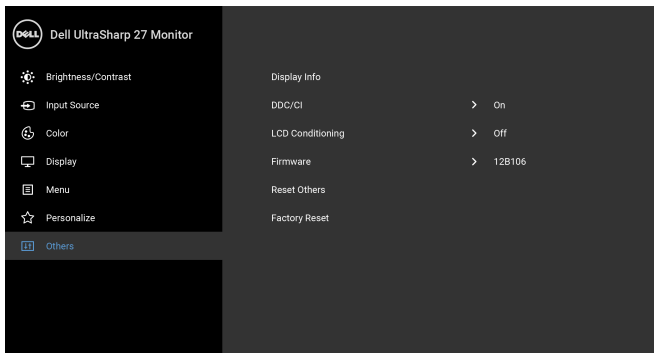 DELL Dell UltraSharp 27 Monitor
Brightness/Contrast
Input Source
Color
Display
Menu
Personalize
Others
Display Info
DDC/CI > On
LCD Conditioning > Off
Firmware > 12B106
Reset Others
Factory Reset